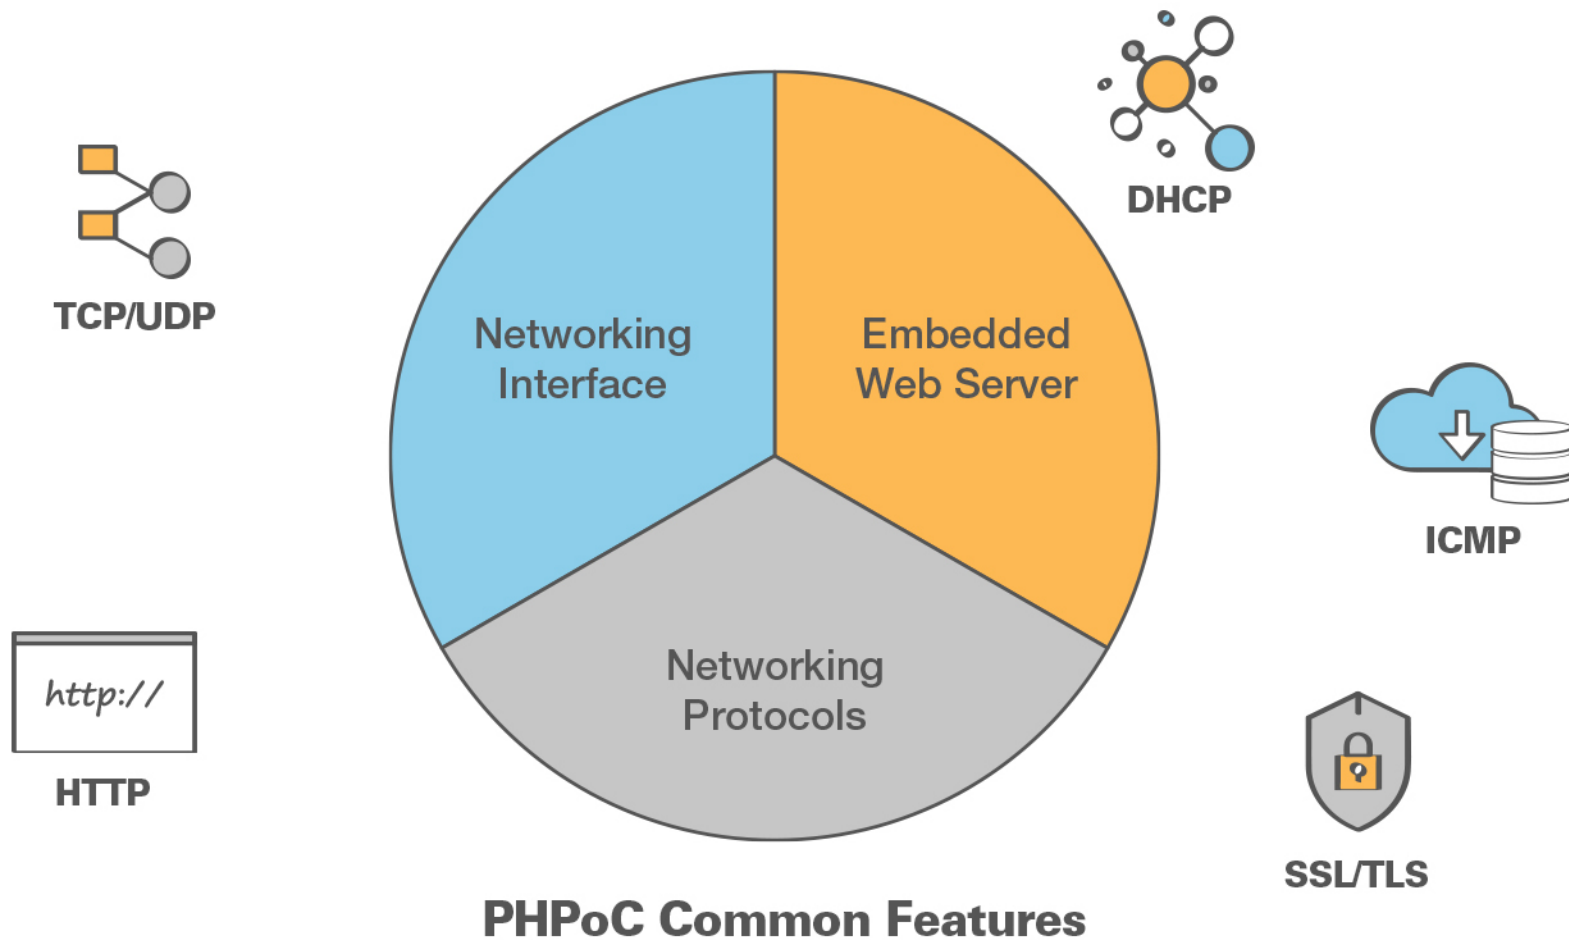 DHCP
TCP/UDP
Networking
Interface
Embedded
Web Server
ICMP
Networking
Protocols
http://
HTTP
SSL/TLS
PHPoC Common Features